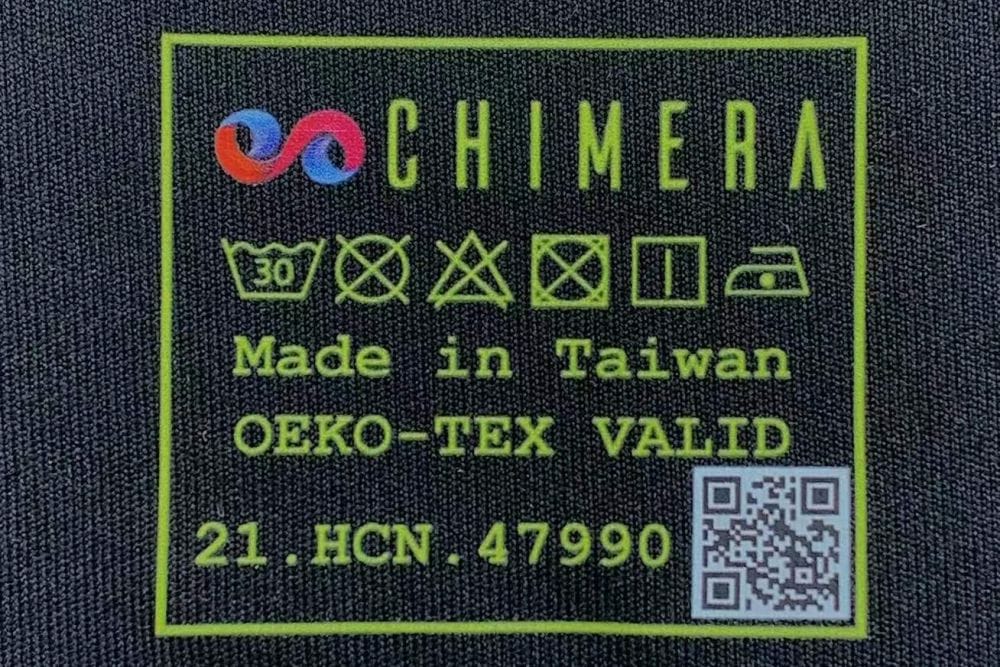 CHIMERA
30
Made in Taiwan
OEKO-TEX VALID
21.HCN.47990